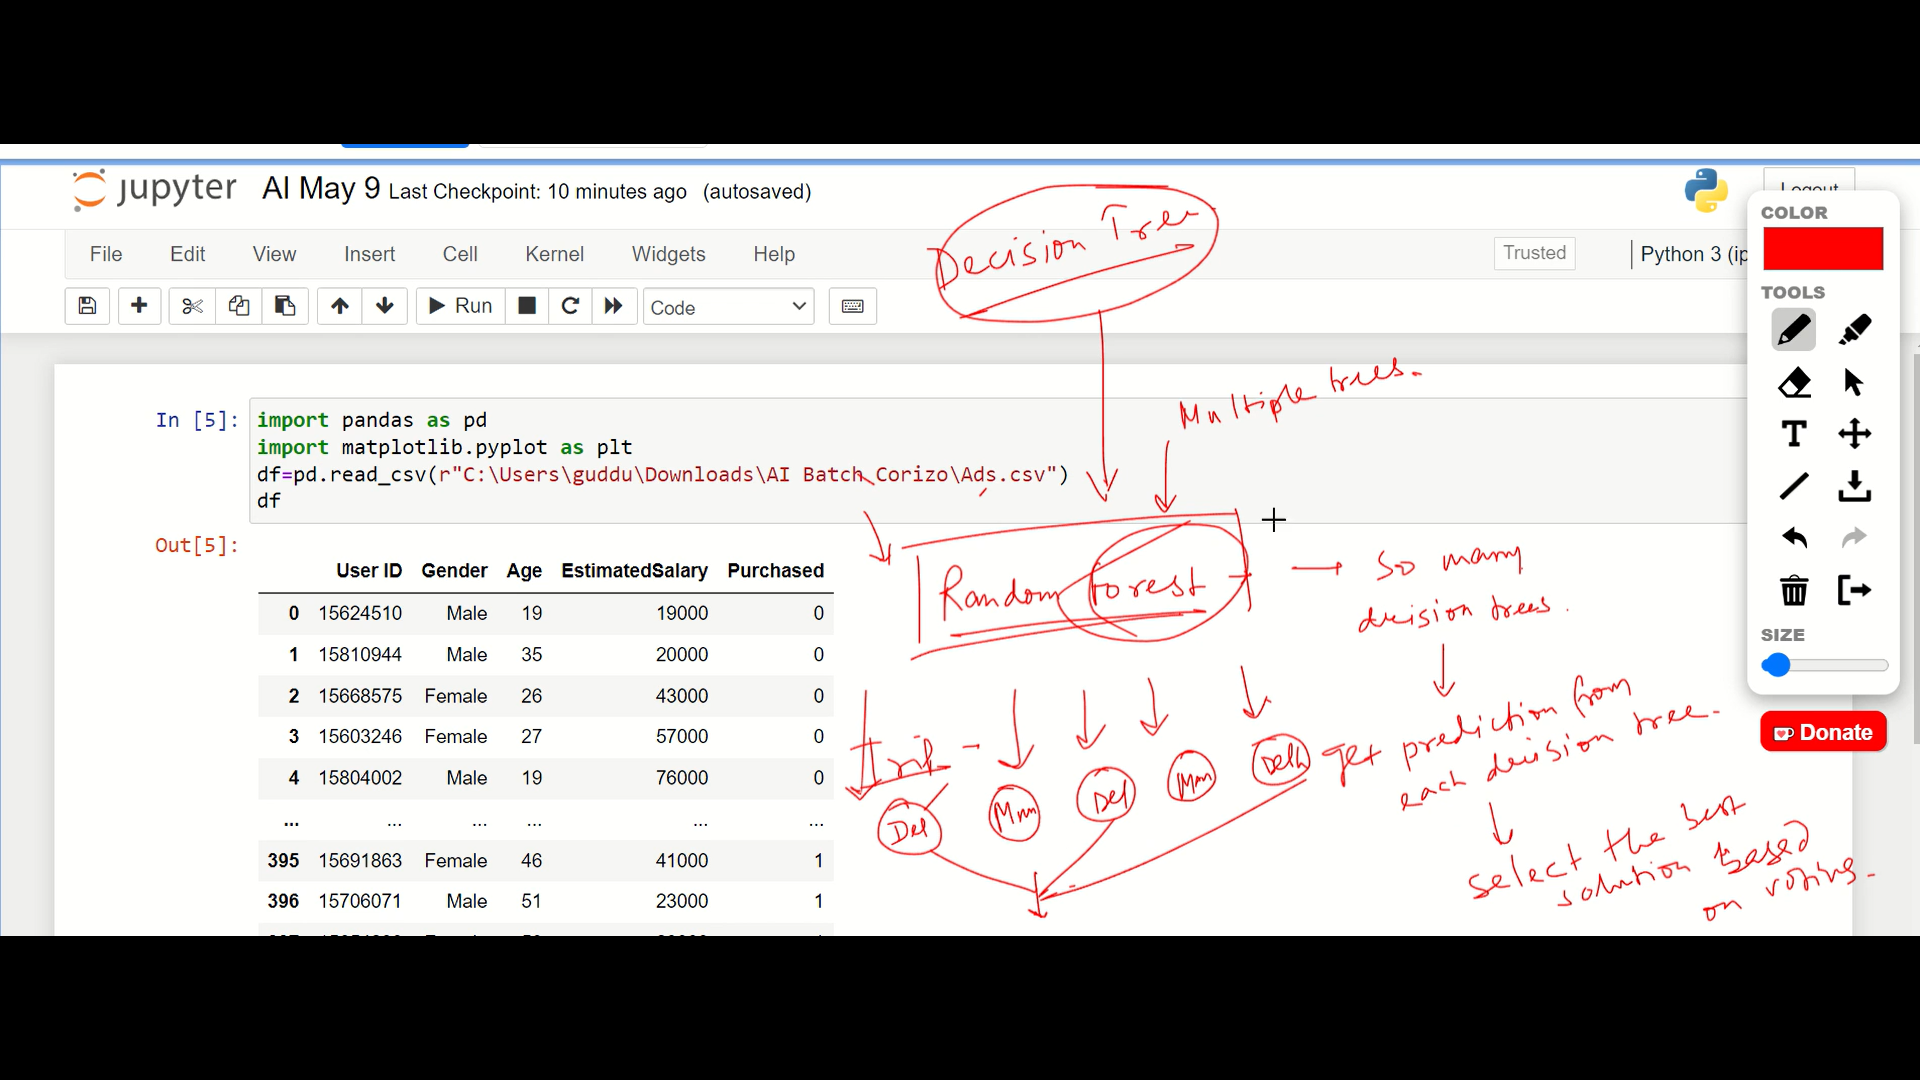 jupyter AI May 9 Last Checkpoint: 10 minutes ago (autosaved)
Logout
File Edit View Insert Cell Kernel Widgets Help
Trusted
Python 3 (ip
Run
Code
In [5]: import pandas as pd
import matplotlib.pyplot as plt
df=pd.read_csv(r"C:\Users\guddu\Downloads\AI Batch Corizo\Ads.csv")
df
Out[5]:
User ID Gender Age EstimatedSalary Purchased
0 15624510 Male 19 19000 0
1 15810944 Male 35 20000 0
2 15668575 Female 26 43000 0
3 15603246 Female 27 57000 0
4 15804002 Male 19 76000 0
... ... ... ... ... ...
395 15691863 Female 46 41000 1
396 15706071 Male 51 23000 1
Decision Tree
Multiple trees.
Random Forest
So many
decision trees.
get prediction from
each decision tree.
select the best
solution based
on voting.
Del
Mum
Del
Mum
Delh
COLOR
TOOLS
T
SIZE
Donate